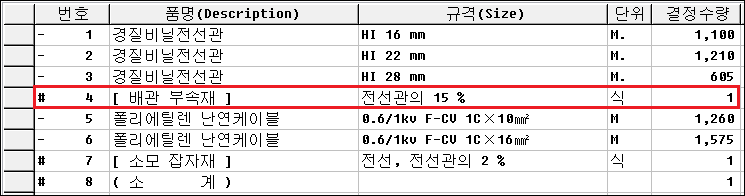 번호 품명(Description) 규격(Size) 단위 결정수량
- 1 경질비닐전선관 HI 16 mm M. 1,100
- 2 경질비닐전선관 HI 22 mm M. 1,210
- 3 경질비닐전선관 HI 28 mm M. 605
# 4 [ 배관 부속재 ] 전선관의 15 % 식 1
- 5 폴리에틸렌 난연케이블 0.6/1kv F-CV 1C×10㎟ M 1,260
- 6 폴리에틸렌 난연케이블 0.6/1kv F-CV 1C×16㎟ M 1,575
# 7 [ 소모 잡자재 ] 전선, 전선관의 2 % 식 1
# 8 ( 소 계 ) 1